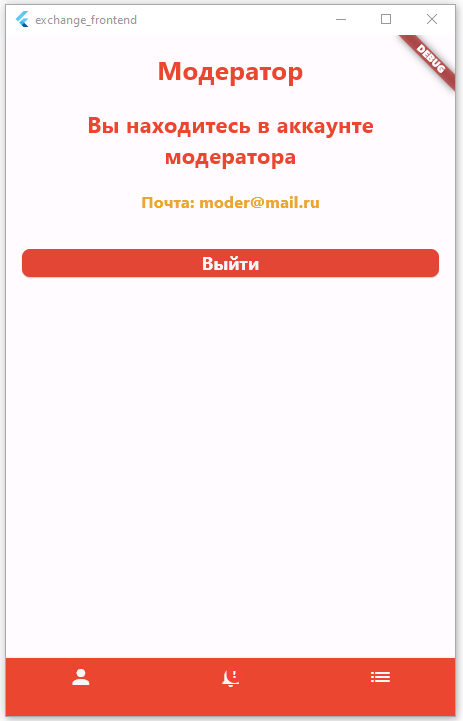 exchange_frontend
DEBUG
Модератор
Вы находитесь в аккаунте
модератора
Почта: moder@mail.ru
Выйти